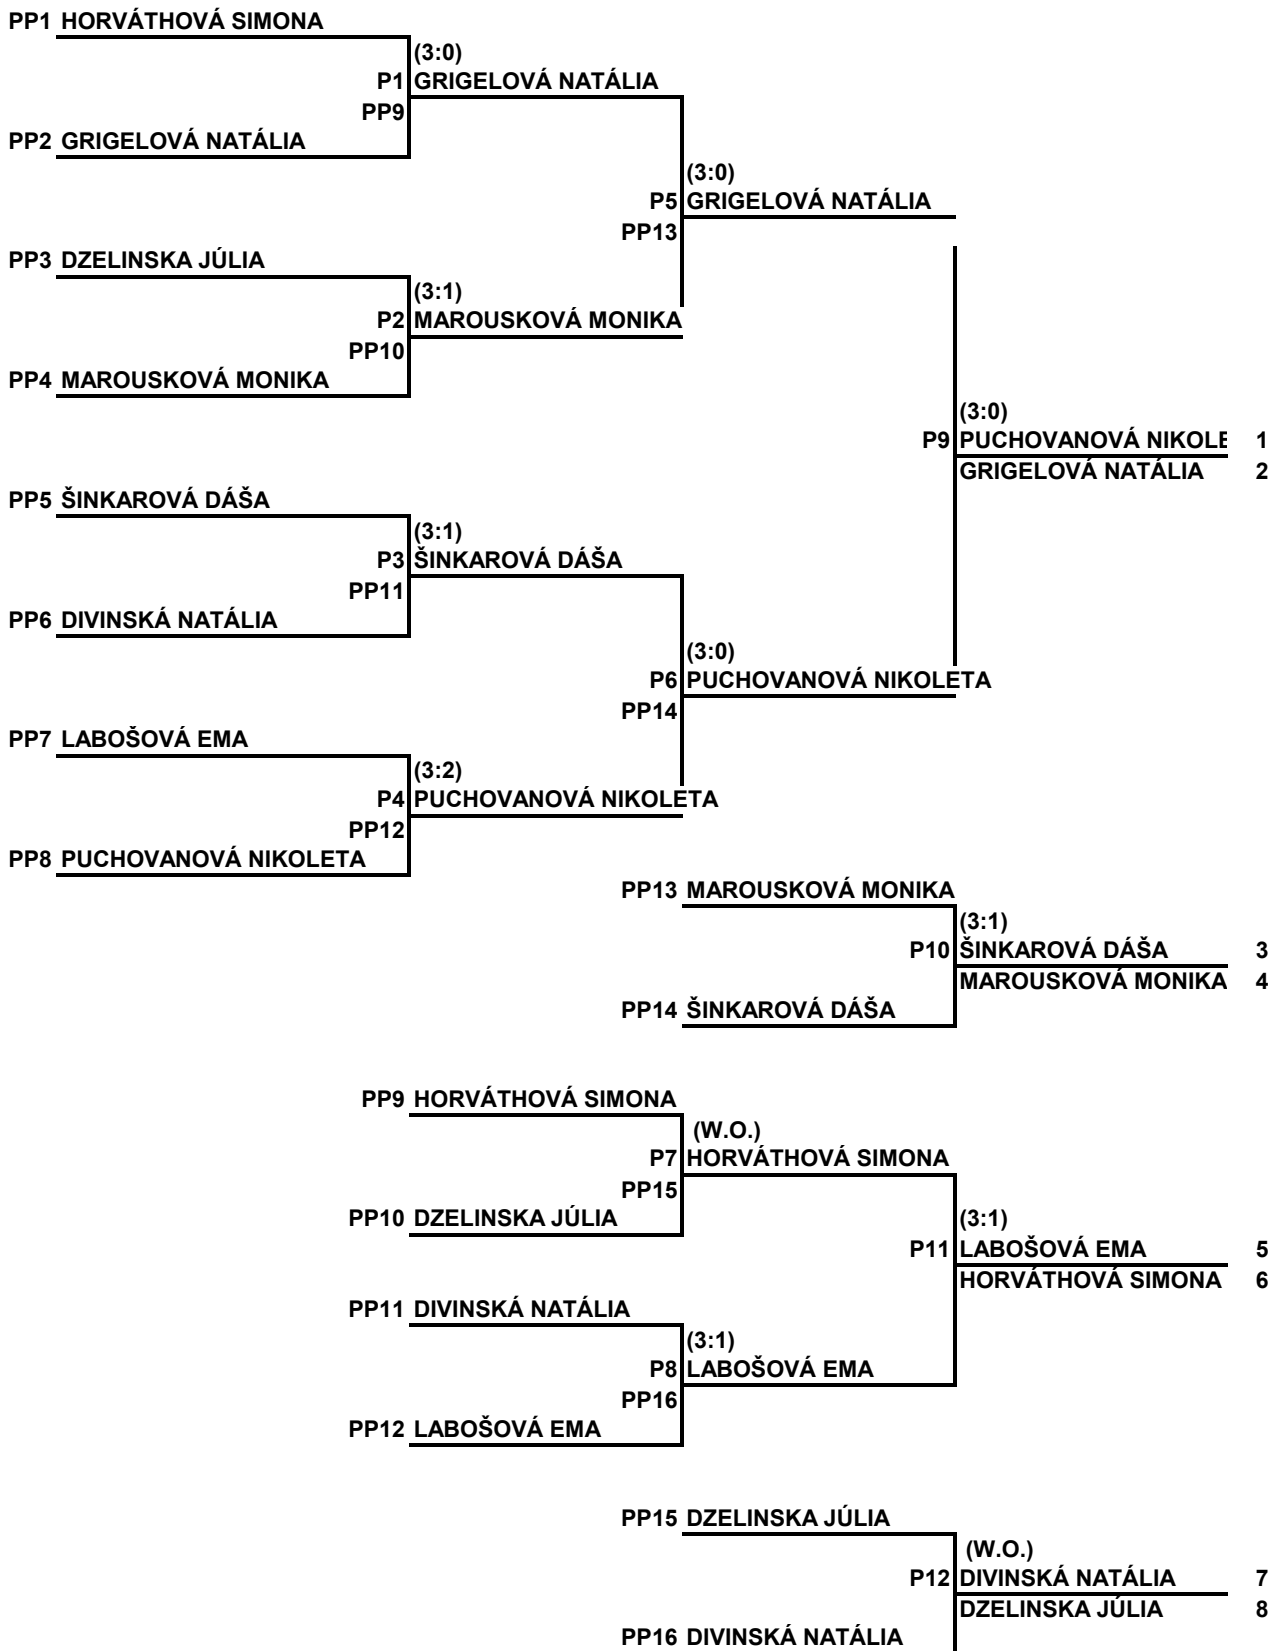 PP1 HORVÁTHOVÁ SIMONA
(3:0)
P1 GRIGELOVÁ NATÁLIA
PP9
PP2 GRIGELOVÁ NATÁLIA
(3:0)
P5 GRIGELOVÁ NATÁLIA
PP13
PP3 DZELINSKA JÚLIA
(3:1)
P2 MAROUSKOVÁ MONIKA
PP10
PP4 MAROUSKOVÁ MONIKA
(3:0)
P9 PUCHOVANOVÁ NIKOLE 1
GRIGELOVÁ NATÁLIA 2
PP5 ŠINKAROVÁ DÁŠA
(3:1)
P3 ŠINKAROVÁ DÁŠA
PP11
PP6 DIVINSKÁ NATÁLIA
(3:0)
P6 PUCHOVANOVÁ NIKOLETA
PP14
PP7 LABOŠOVÁ EMA
(3:2)
P4 PUCHOVANOVÁ NIKOLETA
PP12
PP8 PUCHOVANOVÁ NIKOLETA
PP13 MAROUSKOVÁ MONIKA
(3:1)
P10 ŠINKAROVÁ DÁŠA 3
MAROUSKOVÁ MONIKA 4
PP14 ŠINKAROVÁ DÁŠA
PP9 HORVÁTHOVÁ SIMONA
(W.O.)
P7 HORVÁTHOVÁ SIMONA
PP15
PP10 DZELINSKA JÚLIA
(3:1)
P11 LABOŠOVÁ EMA 5
HORVÁTHOVÁ SIMONA 6
PP11 DIVINSKÁ NATÁLIA
(3:1)
P8 LABOŠOVÁ EMA
PP16
PP12 LABOŠOVÁ EMA
PP15 DZELINSKA JÚLIA
(W.O.)
P12 DIVINSKÁ NATÁLIA 7
DZELINSKA JÚLIA 8
PP16 DIVINSKÁ NATÁLIA